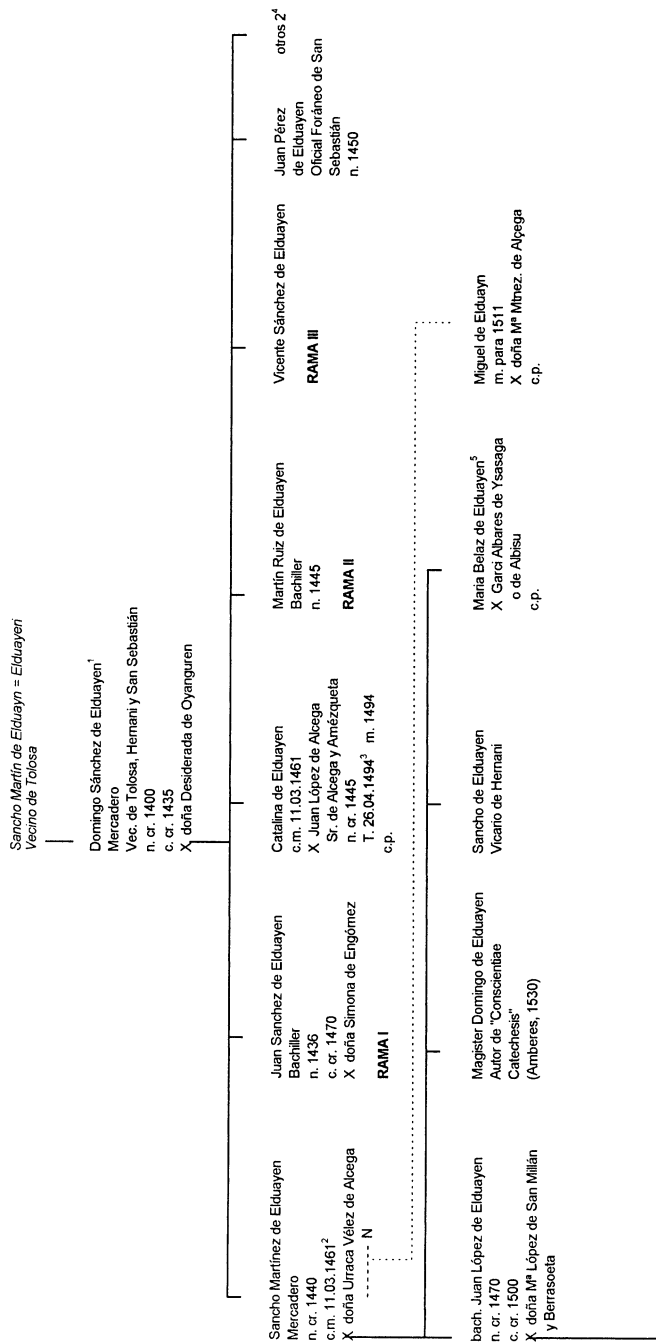 Sancho Martín de Elduayn = Elduayeri
Vecino de Tolosa
Domingo Sánchez de Elduayen¹
Mercadero
Vec. de Tolosa, Hernani y San Sebastián
n. cr. 1400
c. cr. 1435
X doña Desiderada de Oyanguren
Sancho Martínez de Elduayen
Mercadero
n. cr. 1440
c.m. 11.03.1461²
X doña Urraca Vélez de Alcega
N
Juan Sanchez de Elduayen
Bachiller
n. 1436
c. cr. 1470
X doña Simona de Engómez
RAMA I
Catalina de Elduayen
c.m. 11.03.1461
X Juan López de Alcega
Sr. de Alcega y Amézqueta
n. cr. 1445
T. 26.04.1494³ m. 1494
c.p.
Martín Ruiz de Elduayen
Bachiller
n. 1445
RAMA II
Vicente Sánchez de Elduayen
RAMA III
Juan Pérez
de Elduayen
Oficial Foráneo de San
Sebastián
n. 1450
otros 2⁴
bach. Juan López de Elduayen
n. cr. 1470
c. cr. 1500
X doña Mª López de San Millán
y Berrasoeta
Magister Domingo de Elduayen
Autor de "Conscientiae
Catechesis"
(Amberes, 1530)
Sancho de Elduayen
Vicario de Hernani
Maria Belaz de Elduayen⁵
X Garci Albares de Ysasaga
o de Albisu
c.p.
Miguel de Elduayn
m. para 1511
X doña Mª Mtnez. de Alçega
c.p.